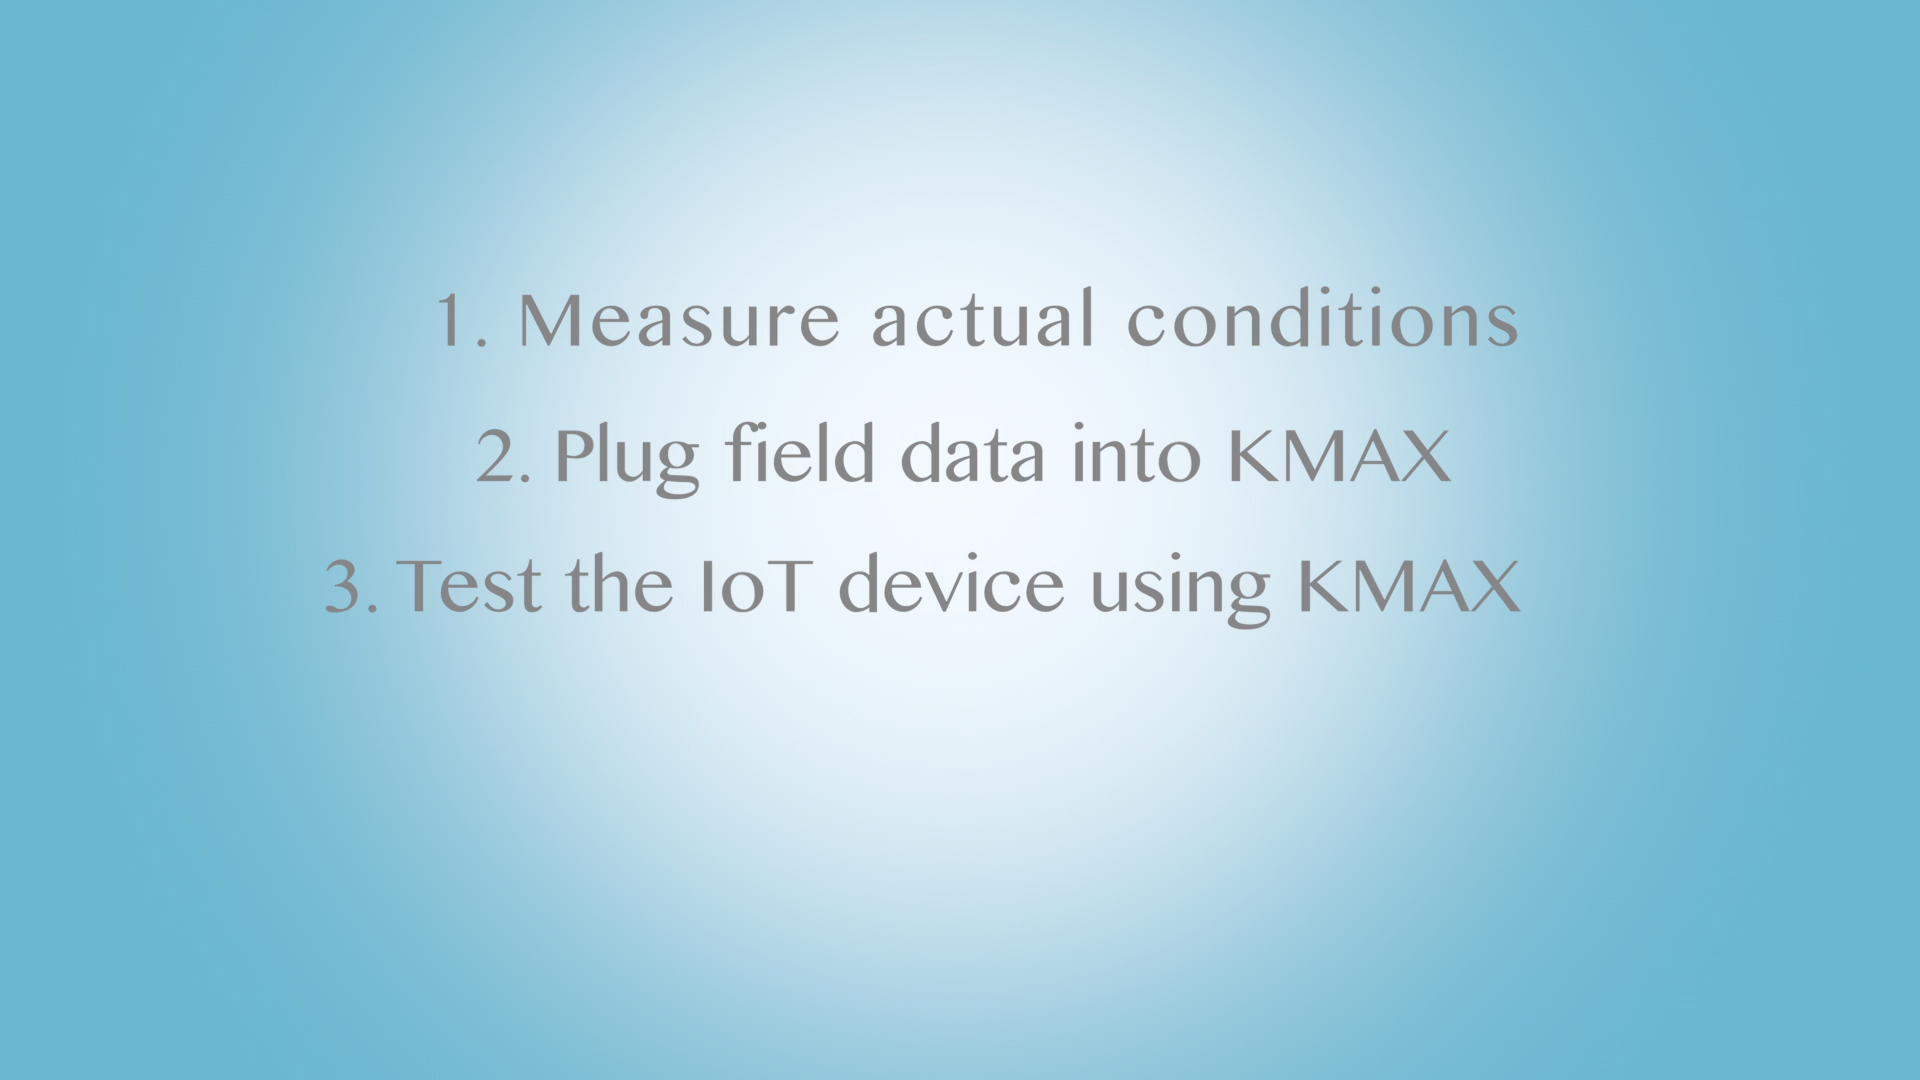 1. Measure actual conditions
2. Plug field data into KMAX
3. Test the IoT device using KMAX